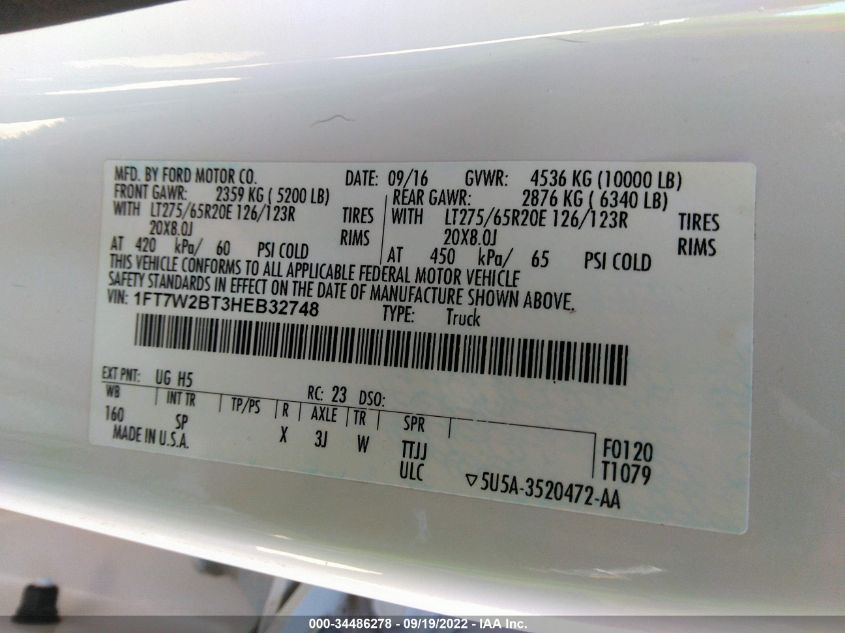 MFD. BY FORD MOTOR CO. DATE: 09/16 GVWR: 4536 KG (10000 LB)
FRONT GAWR: 2359 KG ( 5200 LB) REAR GAWR: 2876 KG ( 6340 LB)
WITH LT275/65R20E 126/123R TIRES WITH LT275/65R20E 126/123R TIRES
20X8.0J RIMS 20X8.0J RIMS
AT 420 kPa/ 60 PSI COLD AT 450 kPa/ 65 PSI COLD
THIS VEHICLE CONFORMS TO ALL APPLICABLE FEDERAL MOTOR VEHICLE
SAFETY STANDARDS IN EFFECT ON THE DATE OF MANUFACTURE SHOWN ABOVE.
VIN: 1FT7W2BT3HEB32748 TYPE: Truck
EXT PNT: UG H5 RC: 23 DSO:
WB INT TR TP/PS R AXLE TR SPR
160 SP X 3J W TTJJ F0120
MADE IN U.S.A. ULC T1079
▽5U5A-3520472-AA
000-34486278 - 09/19/2022 - IAA Inc.